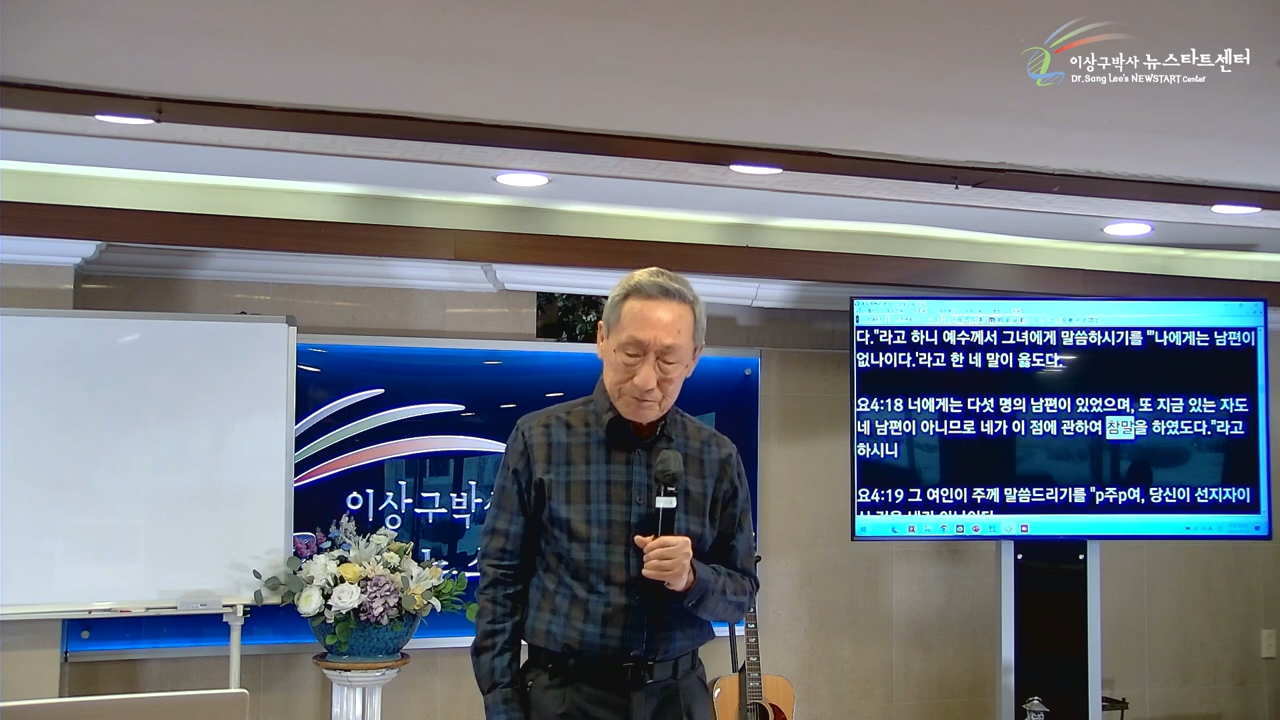 이상구박사 뉴스타트센터
Dr. Sang Lee's NEWSTART Center
다."라고 하니 예수께서 그녀에게 말씀하시기를 "'나에게는 남편이
없나이다.'라고 한 네 말이 옳도다.
요4:18 너에게는 다섯 명의 남편이 있었으며, 또 지금 있는 자도
네 남편이 아니므로 네가 이 점에 관하여 참말을 하였도다."라고
하시니
요4:19 그 여인이 주께 말씀드리기를 "p주p여, 당신이 선지자이
이상구박